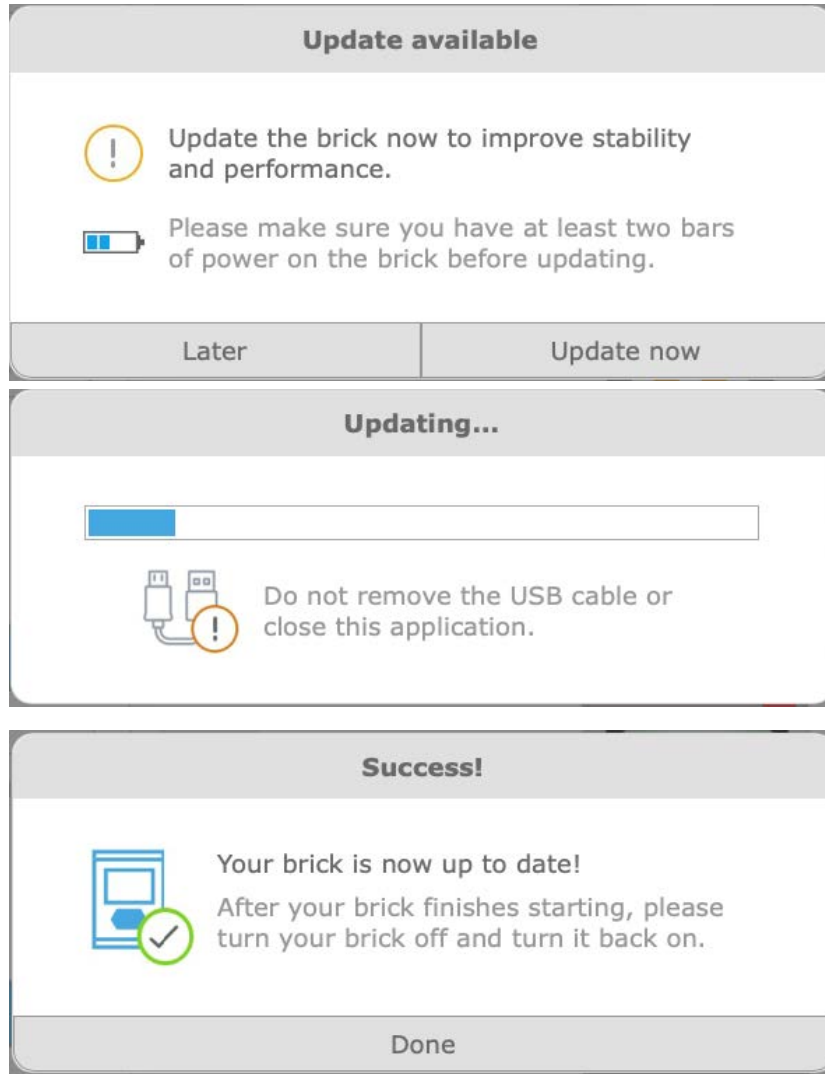 Update available
Update the brick now to improve stability
and performance.
Please make sure you have at least two bars
of power on the brick before updating.
Later
Update now
Updating...
Do not remove the USB cable or
close this application.
Success!
Your brick is now up to date!
After your brick finishes starting, please
turn your brick off and turn it back on.
Done